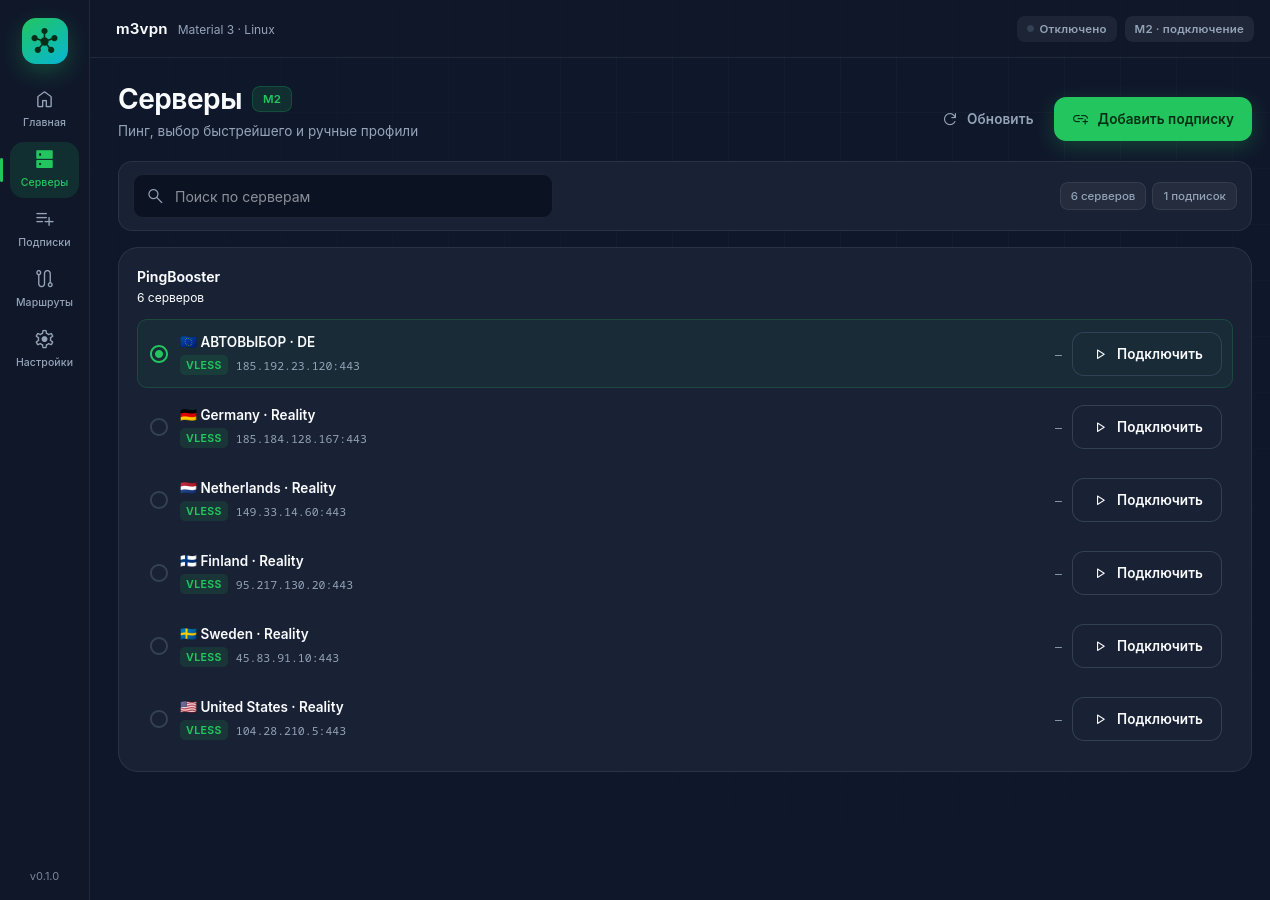 m3vpn Material 3 · Linux
Отключено
M2 · подключение
Главная
Серверы
Подписки
Маршруты
Настройки
v0.1.0
Серверы M2
Пинг, выбор быстрейшего и ручные профили
Обновить
Добавить подписку
Поиск по серверам
6 серверов
1 подписок
PingBooster
6 серверов
АВТОВЫБОР · DE
VLESS 185.192.23.120:443
– Подключить
Germany · Reality
VLESS 185.184.128.167:443
– Подключить
Netherlands · Reality
VLESS 149.33.14.60:443
– Подключить
Finland · Reality
VLESS 95.217.130.20:443
– Подключить
Sweden · Reality
VLESS 45.83.91.10:443
– Подключить
United States · Reality
VLESS 104.28.210.5:443
– Подключить